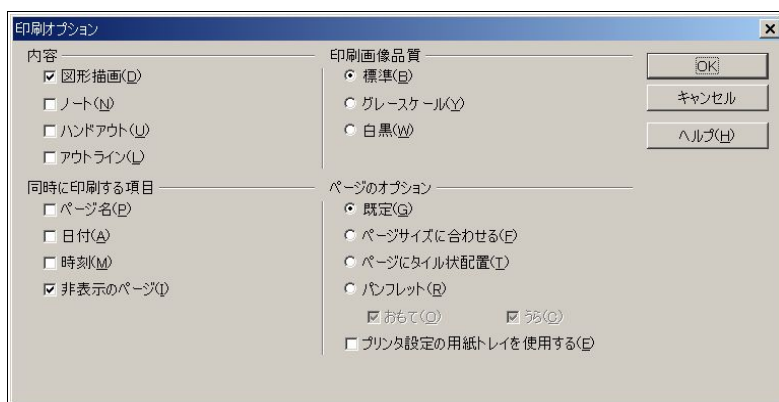 印刷オプション
内容
図形描画(D)
ノート(N)
ハンドアウト(U)
アウトライン(L)
印刷画像品質
標準(B)
グレースケール(Y)
白黒(W)
OK
キャンセル
ヘルプ(H)
同時に印刷する項目
ページ名(P)
日付(A)
時刻(M)
非表示のページ(I)
ページのオプション
既定(G)
ページサイズに合わせる(F)
ページにタイル状配置(T)
パンフレット(R)
おもて(O) うら(C)
プリンタ設定の用紙トレイを使用する(E)